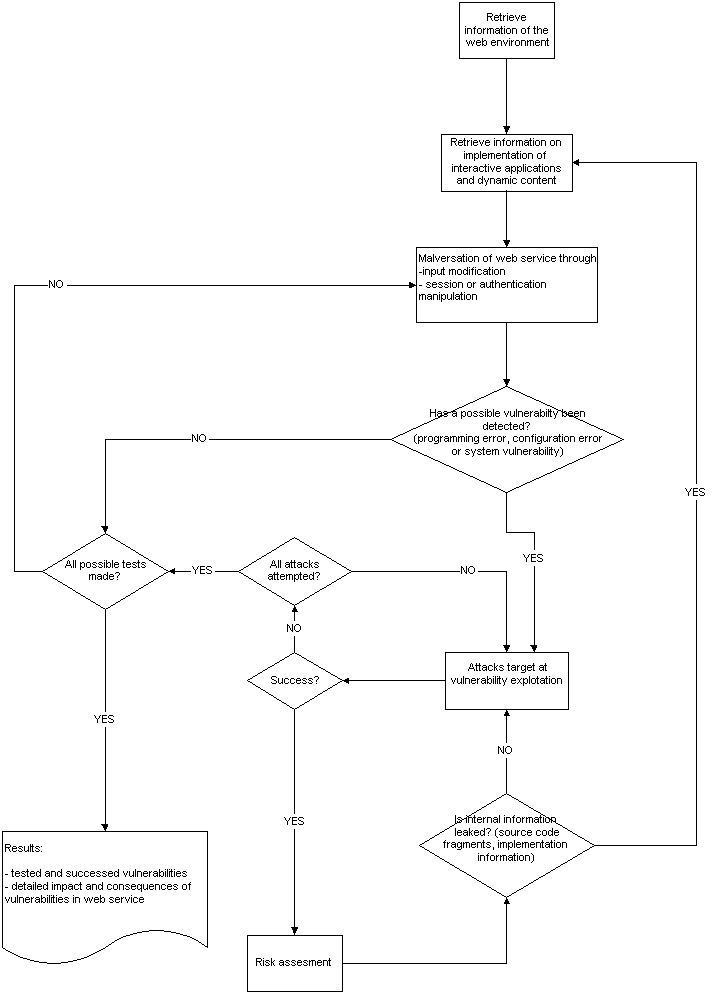 Retrieve
information of the
web environment
Retrieve information on
implementation of
interactive applications
and dynamic content
Malversation of web service through
-input modification
- session or authentication
manipulation
NO
Has a possible vulnerabilty been
detected?
(programming error, configuration error
or system vulnerability)
NO
YES
YES
All possible tests
made?
YES
All attacks
attempted?
NO
NO
Success?
Attacks target at
vulnerability explotation
YES
NO
YES
Is internal information
leaked? (source code
fragments, implementation
information)
Results:
- tested and successed vulnerabilities
- detailed impact and consequences of
vulnerabilities in web service
Risk assesment